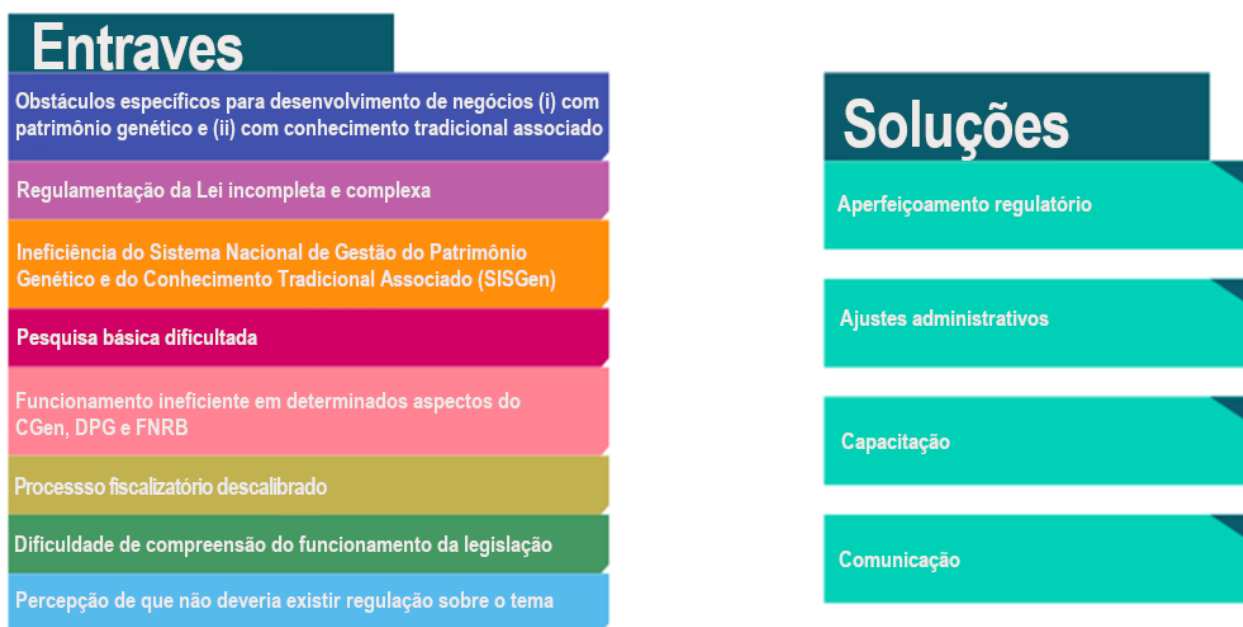 Entraves
Obstáculos específicos para desenvolvimento de negócios (i) com
patrimônio genético e (ii) com conhecimento tradicional associado
Regulamentação da Lei incompleta e complexa
Ineficiência do Sistema Nacional de Gestão do Patrimônio
Genético e do Conhecimento Tradicional Associado (SISGen)
Pesquisa básica dificultada
Funcionamento ineficiente em determinados aspectos do
CGen, DPG e FNRB
Processso fiscalizatório descalibrado
Dificuldade de compreensão do funcionamento da legislação
Percepção de que não deveria existir regulação sobre o tema
Soluções
Aperfeiçoamento regulatório
Ajustes administrativos
Capacitação
Comunicação